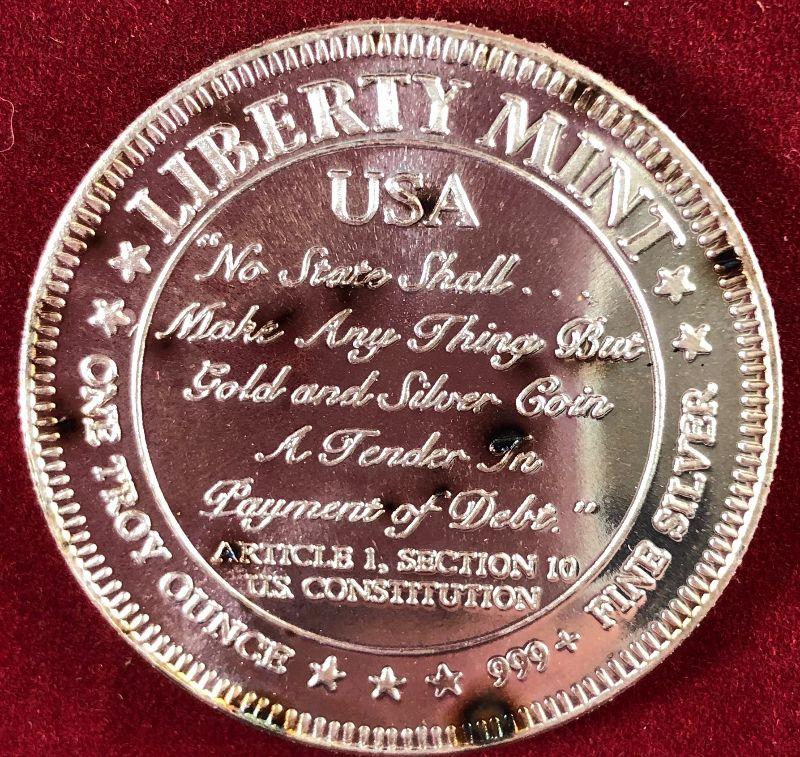 LIBERTY MINT
USA
"No State Shall . . .
Make Any Thing But
Gold and Silver Coin
A Tender In
Payment of Debt."
ARTICLE 1, SECTION 10
U.S. CONSTITUTION
ONE TROY OUNCE
999+ FINE SILVER